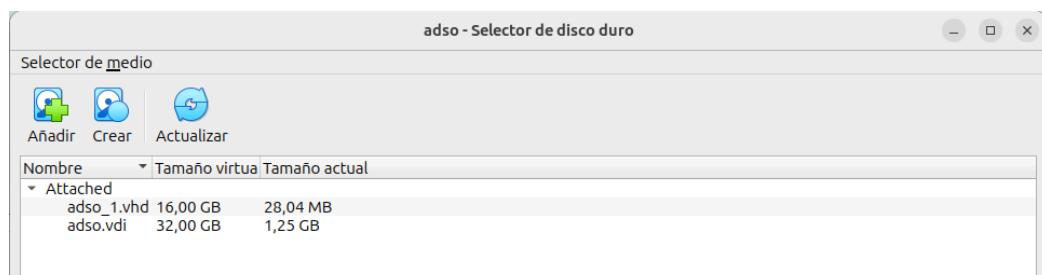 adso - Selector de disco duro
Selector de medio
Añadir Crear Actualizar
Nombre Tamaño virtua Tamaño actual
Attached
adso_1.vhd 16,00 GB 28,04 MB
adso.vdi 32,00 GB 1,25 GB